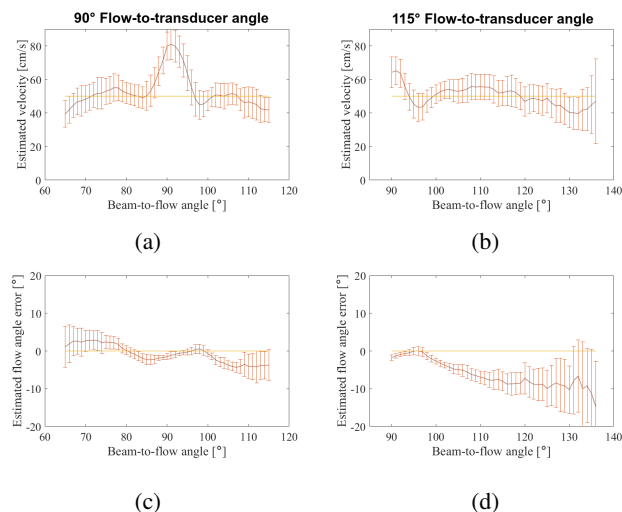 90° Flow-to-transducer angle
Estimated velocity [cm/s]
80
60
40
20
0
60 70 80 90 100 110 120
Beam-to-flow angle [°]
(a)
115° Flow-to-transducer angle
Estimated velocity [cm/s]
80
60
40
20
0
90 100 110 120 130 140
Beam-to-flow angle [°]
(b)
Estimated flow angle error [°]
20
10
0
-10
-20
60 70 80 90 100 110 120
Beam-to-flow angle [°]
(c)
Estimated flow angle error [°]
20
10
0
-10
-20
90 100 110 120 130 140
Beam-to-flow angle [°]
(d)